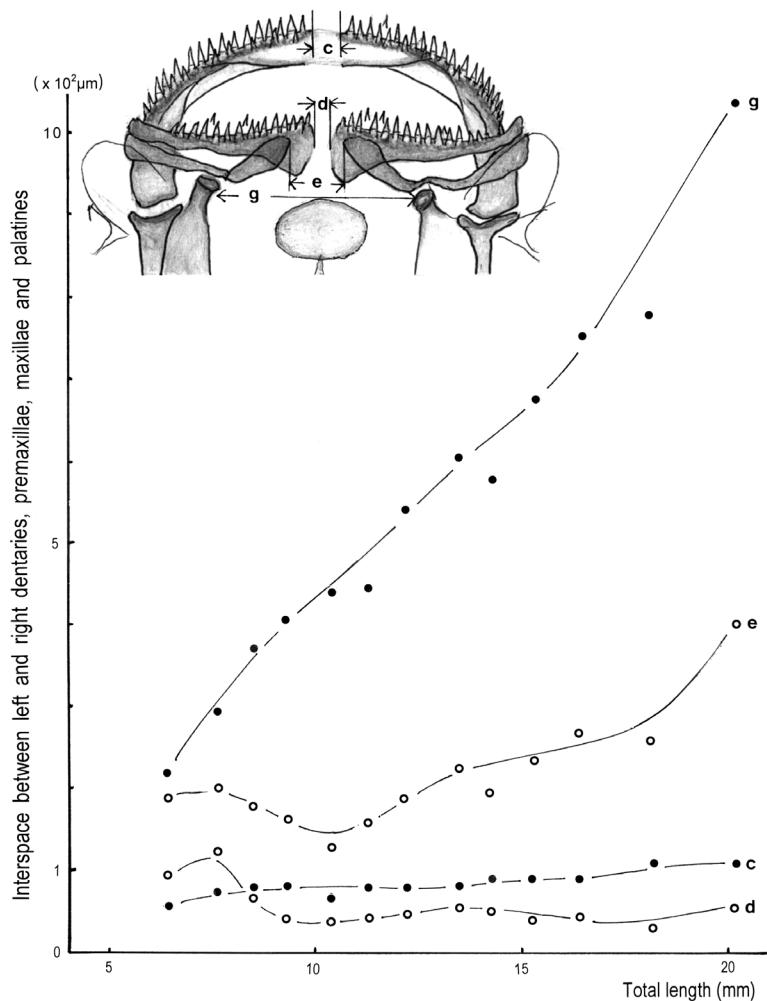 c
(x 10²µm)
d
g
10
e
g
Interspace between left and right dentaries, premaxillae, maxillae and palatines
5
e
1
c
d
0
5
10
15
20
Total length (mm)